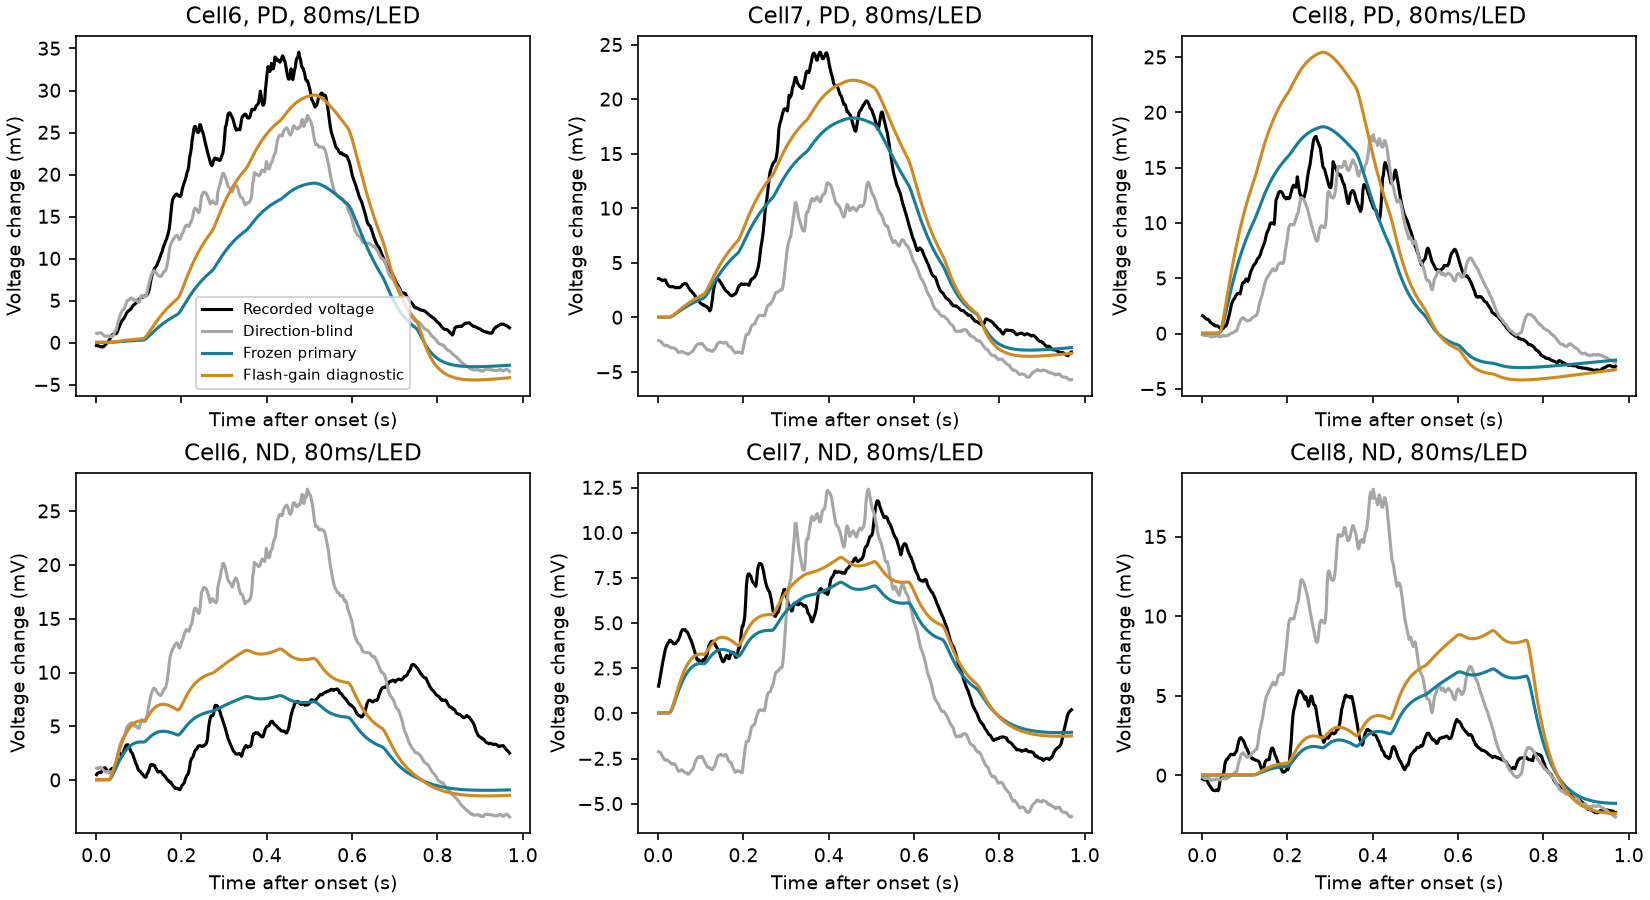 Cell6, PD, 80ms/LED
Cell7, PD, 80ms/LED
Cell8, PD, 80ms/LED
Voltage change (mV)
35
30
25
20
15
10
5
0
−5
Recorded voltage
Direction-blind
Frozen primary
Flash-gain diagnostic
Time after onset (s)
Voltage change (mV)
25
20
15
10
5
0
−5
Time after onset (s)
Voltage change (mV)
25
20
15
10
5
0
−5
Time after onset (s)
Cell6, ND, 80ms/LED
Cell7, ND, 80ms/LED
Cell8, ND, 80ms/LED
Voltage change (mV)
25
20
15
10
5
0
0.0 0.2 0.4 0.6 0.8 1.0
Time after onset (s)
Voltage change (mV)
12.5
10.0
7.5
5.0
2.5
0.0
−2.5
−5.0
0.0 0.2 0.4 0.6 0.8 1.0
Time after onset (s)
Voltage change (mV)
15
10
5
0
0.0 0.2 0.4 0.6 0.8 1.0
Time after onset (s)